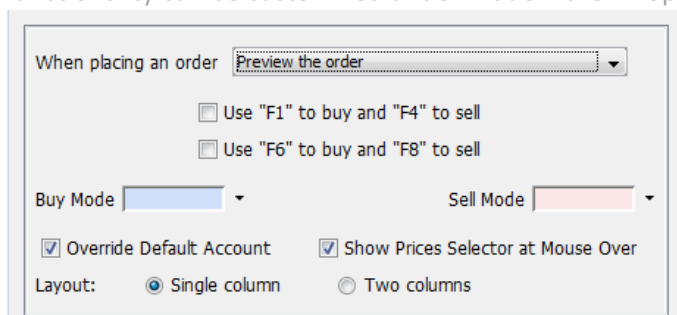 When placing an order Preview the order
Use "F1" to buy and "F4" to sell
Use "F6" to buy and "F8" to sell
Buy Mode Sell Mode
Override Default Account Show Prices Selector at Mouse Over
Layout: Single column Two columns